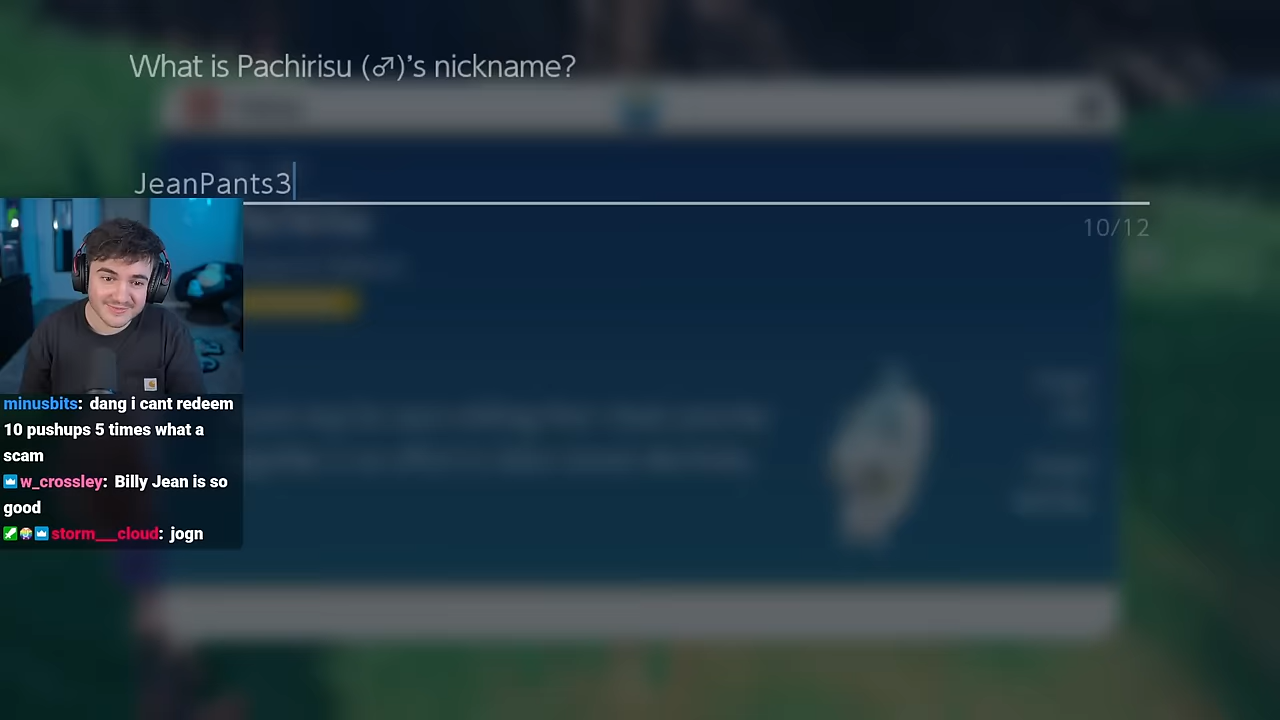 What is Pachirisu (♂)’s nickname?
JeanPants3
10/12
minusbits: dang i cant redeem
10 pushups 5 times what a
scam
w_crossley: Billy Jean is so
good
storm___cloud: jogn